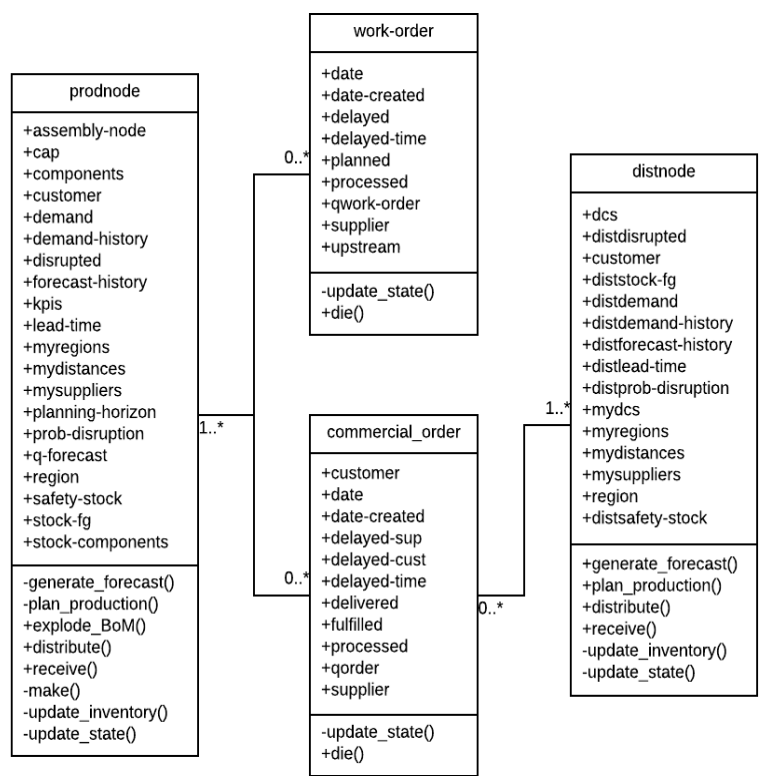 prodnode
+assembly-node
+cap
+components
+customer
+demand
+demand-history
+disrupted
+forecast-history
+kpis
+lead-time
+myregions
+mydistances
+mysuppliers
+planning-horizon
+prob-disruption
+q-forecast
+region
+safety-stock
+stock-fg
+stock-components
-generate_forecast()
-plan_production()
+explode_BoM()
+distribute()
+receive()
-make()
-update_inventory()
-update_state()
1..*
0..*
0..*
work-order
+date
+date-created
+delayed
+delayed-time
+planned
+processed
+qwork-order
+supplier
+upstream
-update_state()
+die()
commercial_order
+customer
+date
+date-created
+delayed-sup
+delayed-cust
+delayed-time
+delivered
+fulfilled
+processed
+qorder
+supplier
-update_state()
+die()
0..*
1..*
distnode
+dcs
+distdisrupted
+customer
+diststock-fg
+distdemand
+distdemand-history
+distforecast-history
+distlead-time
+distprob-disruption
+mydcs
+myregions
+mydistances
+mysuppliers
+region
+distsafety-stock
+generate_forecast()
+plan_production()
+distribute()
+receive()
-update_inventory()
-update_state()